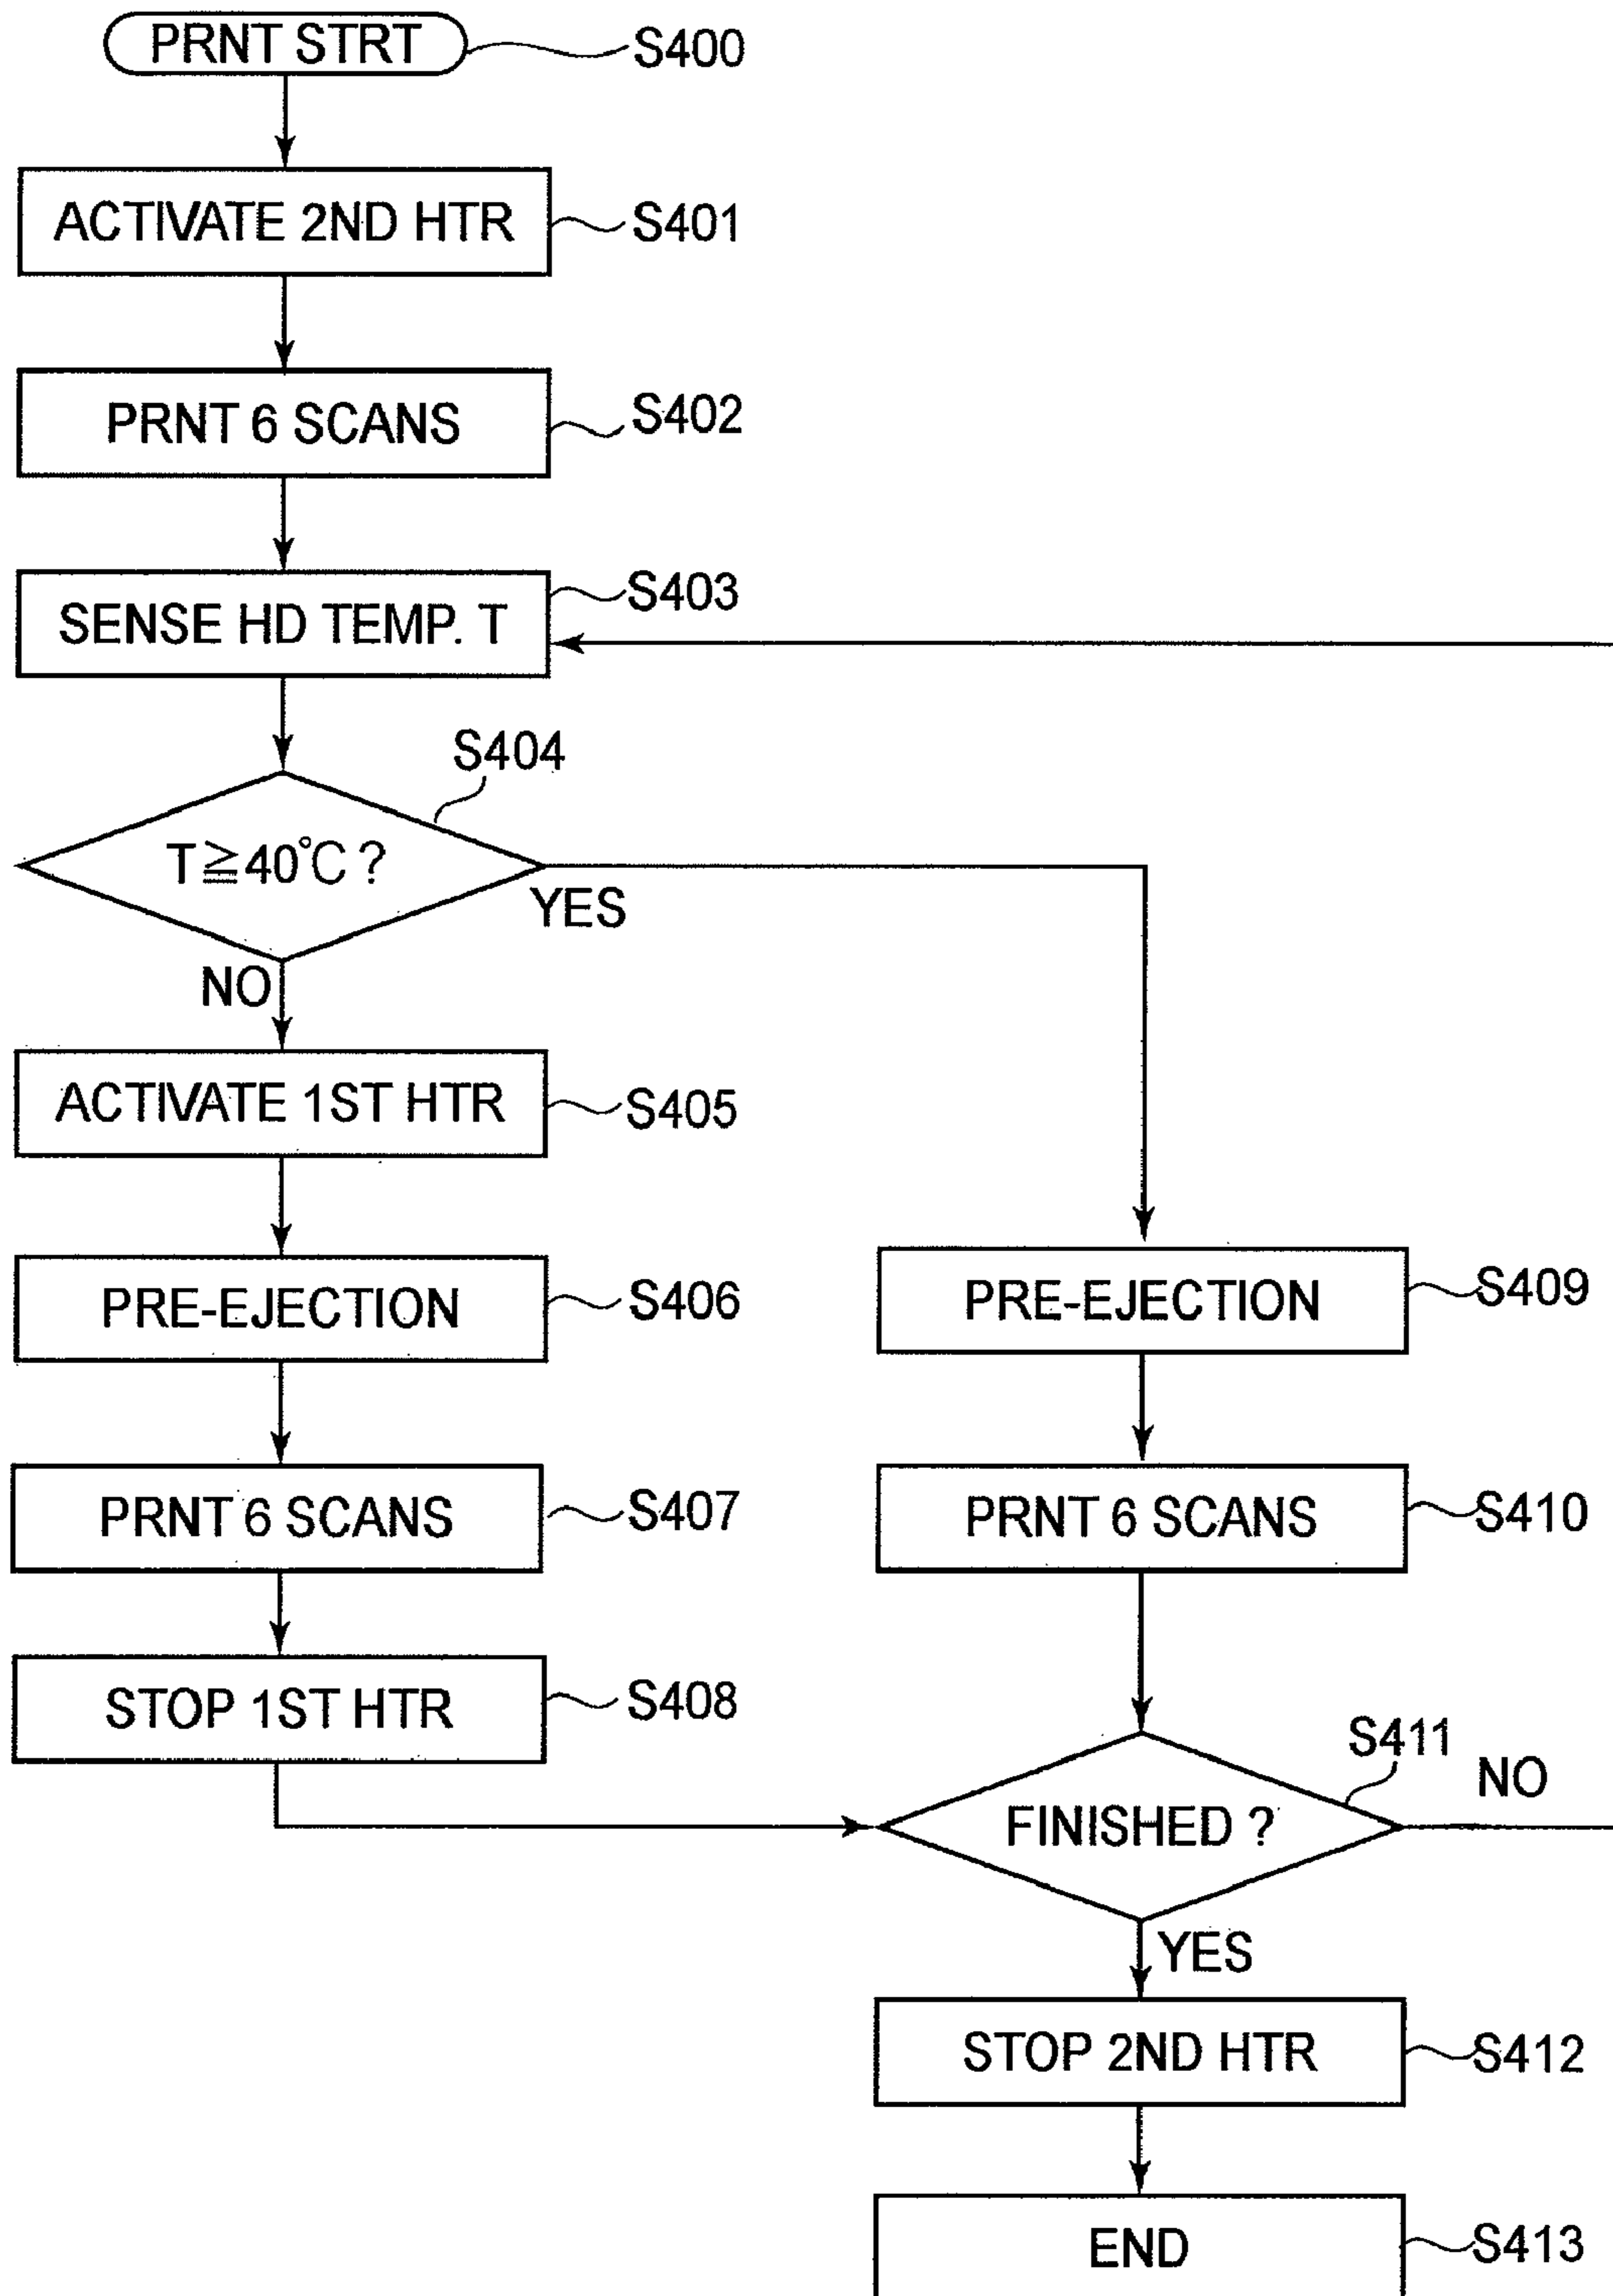 PRNT STRT
S400
ACTIVATE 2ND HTR
S401
PRNT 6 SCANS
S402
SENSE HD TEMP. T
S403
S404
T≧40°C ?
YES
NO
ACTIVATE 1ST HTR
S405
PRE-EJECTION
S406
PRNT 6 SCANS
S407
STOP 1ST HTR
S408
PRE-EJECTION
S409
PRNT 6 SCANS
S410
S411
FINISHED ?
NO
YES
STOP 2ND HTR
S412
END
S413